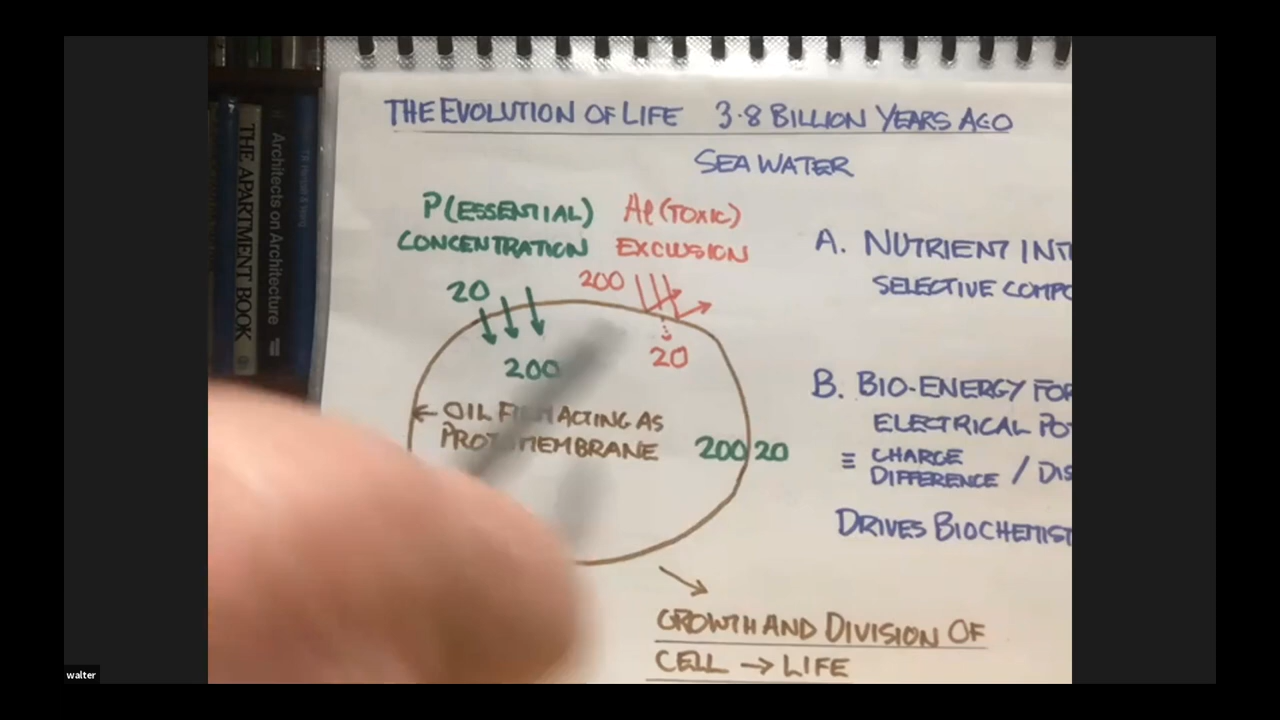 THE EVOLUTION OF LIFE 3.8 BILLION YEARS AGO
SEA WATER
P(ESSENTIAL)
CONCENTRATION
Al(TOXIC)
EXCLUSION
20
200
200
20
← OIL FILM ACTING AS
PROTOMEMBRANE
200 20
A. NUTRIENT INT
SELECTIVE COMPO
B. BIO-ENERGY FOR
ELECTRICAL POT
≡ CHARGE
DIFFERENCE / DIS
DRIVES BIOCHEMIST
GROWTH AND DIVISION OF
CELL → LIFE
THE APARTMENT BOOK
Architects on Architecture
walter